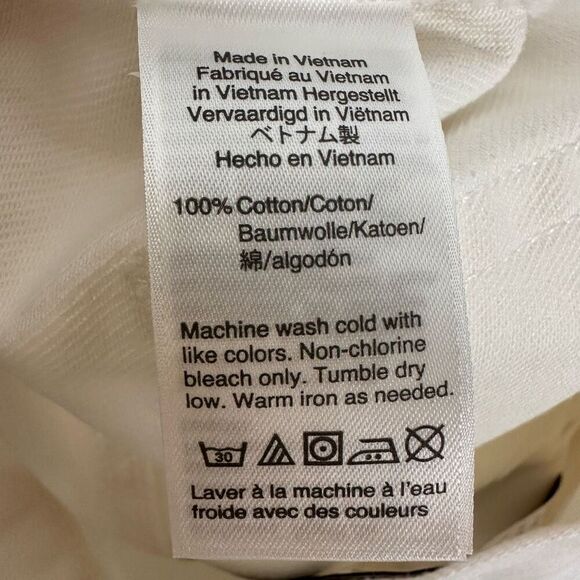 Made in Vietnam
Fabriqué au Vietnam
in Vietnam Hergestellt
Vervaardigd in Viëtnam
ベトナム製
Hecho en Vietnam
100% Cotton/Coton/
Baumwolle/Katoen/
綿/algodón
Machine wash cold with
like colors. Non-chlorine
bleach only. Tumble dry
low. Warm iron as needed.
30
Laver à la machine à l'eau
froide avec des couleurs